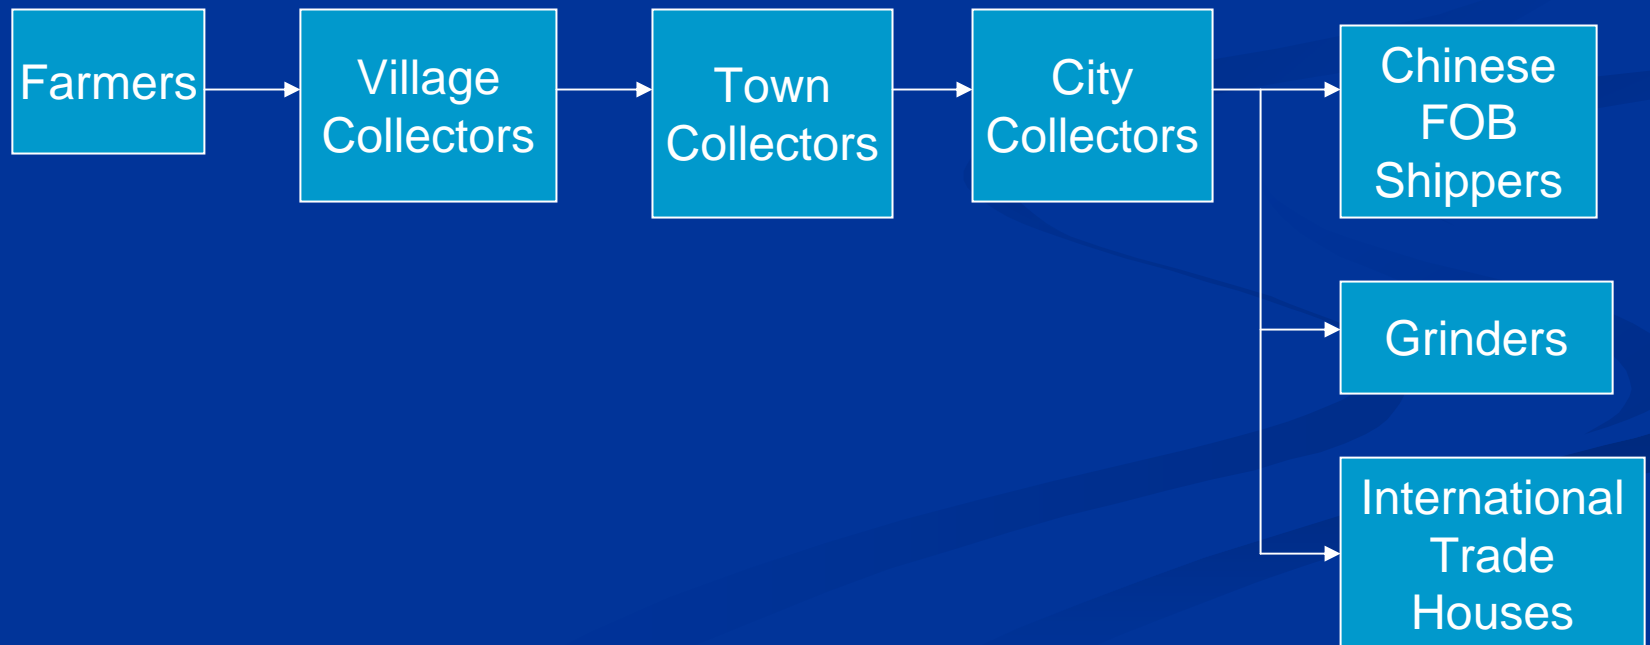 Farmers
Village
Collectors
Town
Collectors
City
Collectors
Chinese
FOB
Shippers
Grinders
International
Trade
Houses